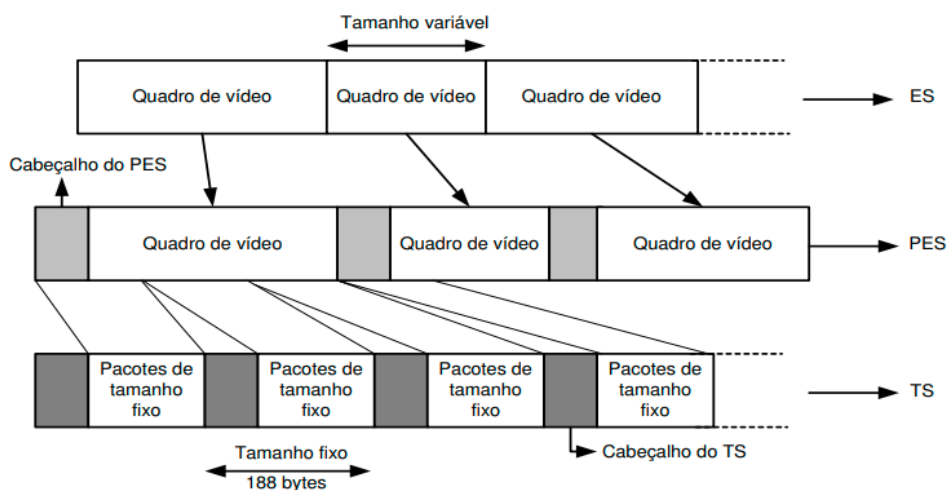 Tamanho variável
Quadro de vídeo
Quadro de vídeo
Quadro de vídeo
ES
Cabeçalho do PES
Quadro de vídeo
Quadro de vídeo
Quadro de vídeo
PES
Pacotes de
tamanho
fixo
Pacotes de
tamanho
fixo
Pacotes de
tamanho
fixo
Pacotes de
tamanho
fixo
TS
Tamanho fixo
188 bytes
Cabeçalho do TS